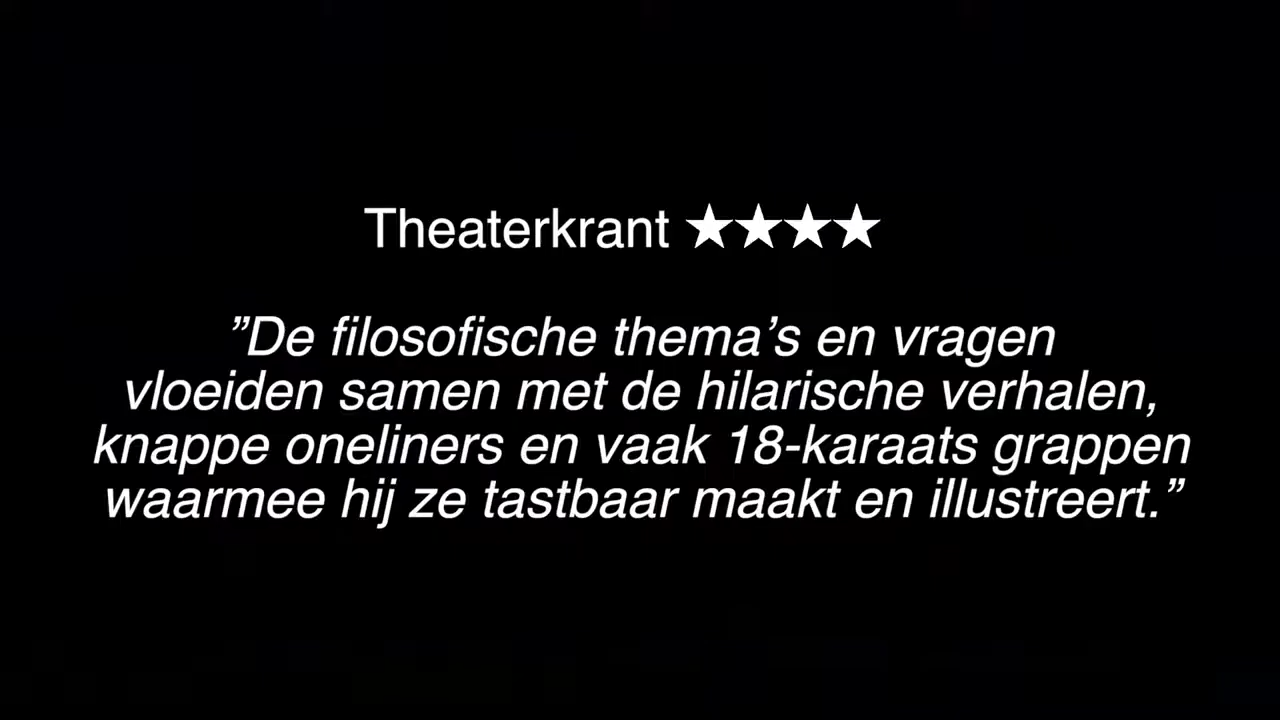 Theaterkrant ★★★★
”De filosofische thema’s en vragen
vloeiden samen met de hilarische verhalen,
knappe oneliners en vaak 18-karaats grappen
waarmee hij ze tastbaar maakt en illustreert.”